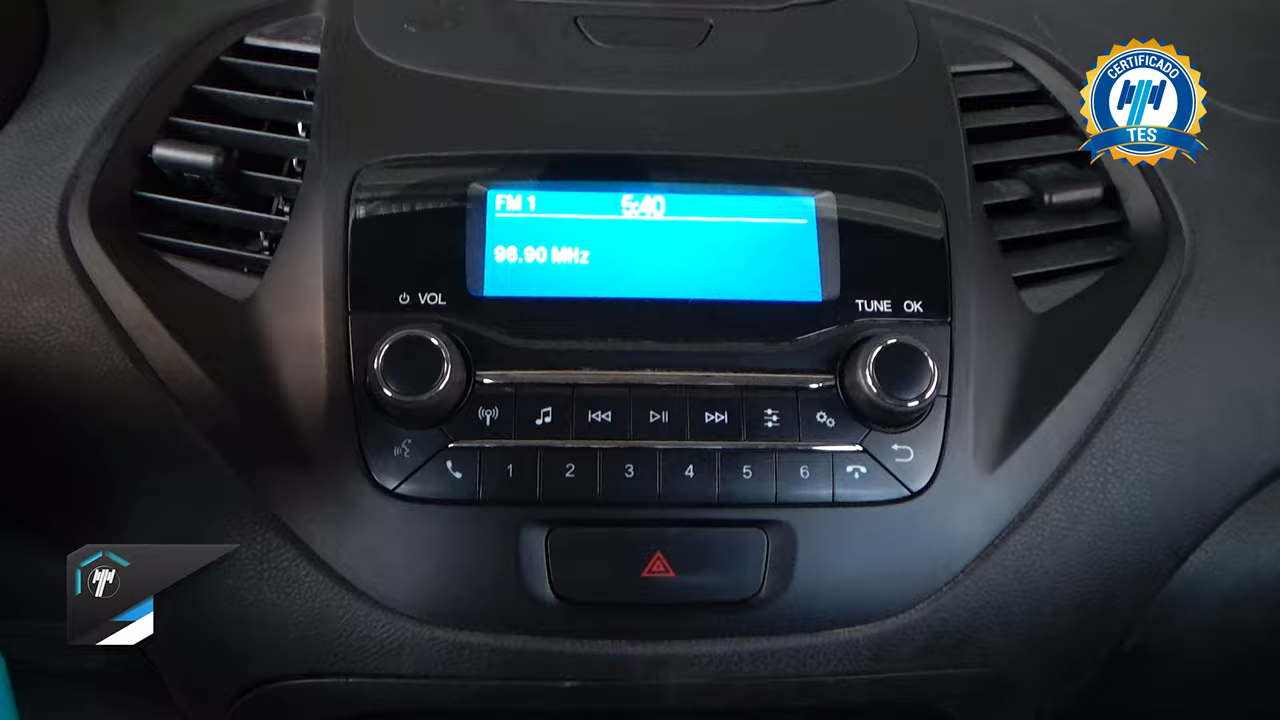 CERTIFICADO
TES
FM 1 5:40
96.90 MHz
VOL
TUNE OK
1 2 3 4 5 6